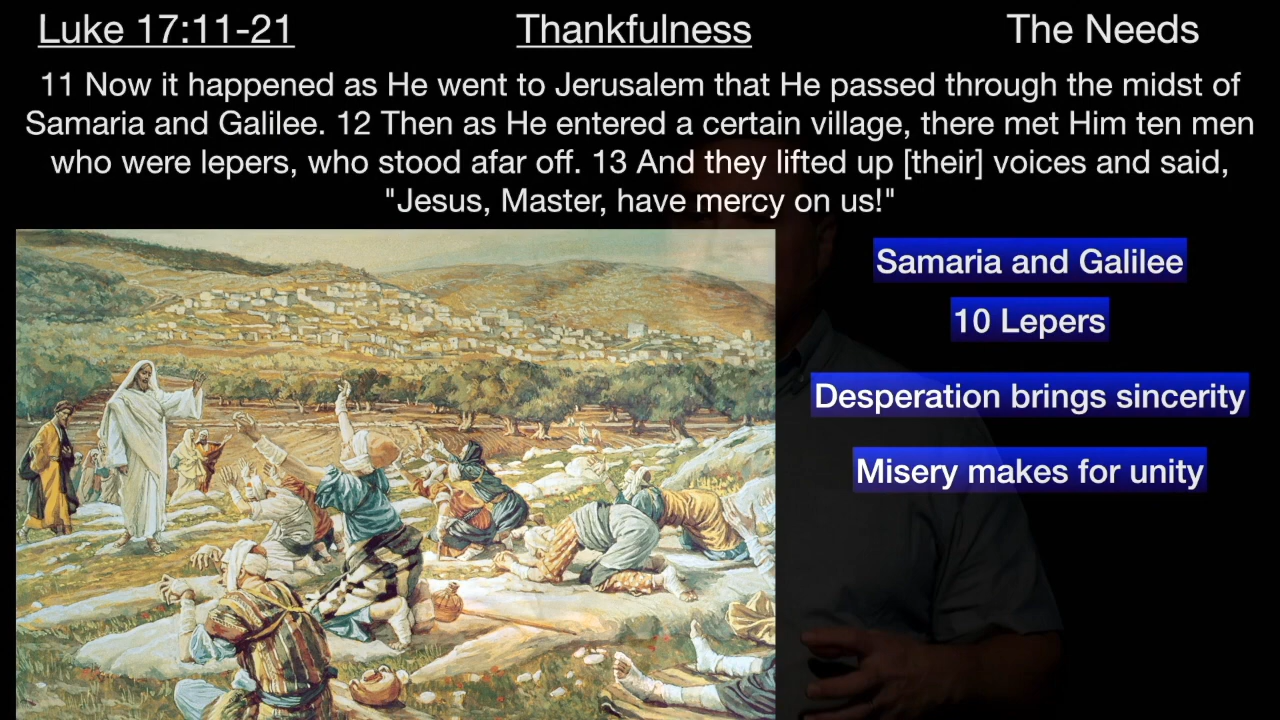 Luke 17:11-21 Thankfulness The Needs
11 Now it happened as He went to Jerusalem that He passed through the midst of
Samaria and Galilee. 12 Then as He entered a certain village, there met Him ten men
who were lepers, who stood afar off. 13 And they lifted up [their] voices and said,
"Jesus, Master, have mercy on us!"
Samaria and Galilee
10 Lepers
Desperation brings sincerity
Misery makes for unity